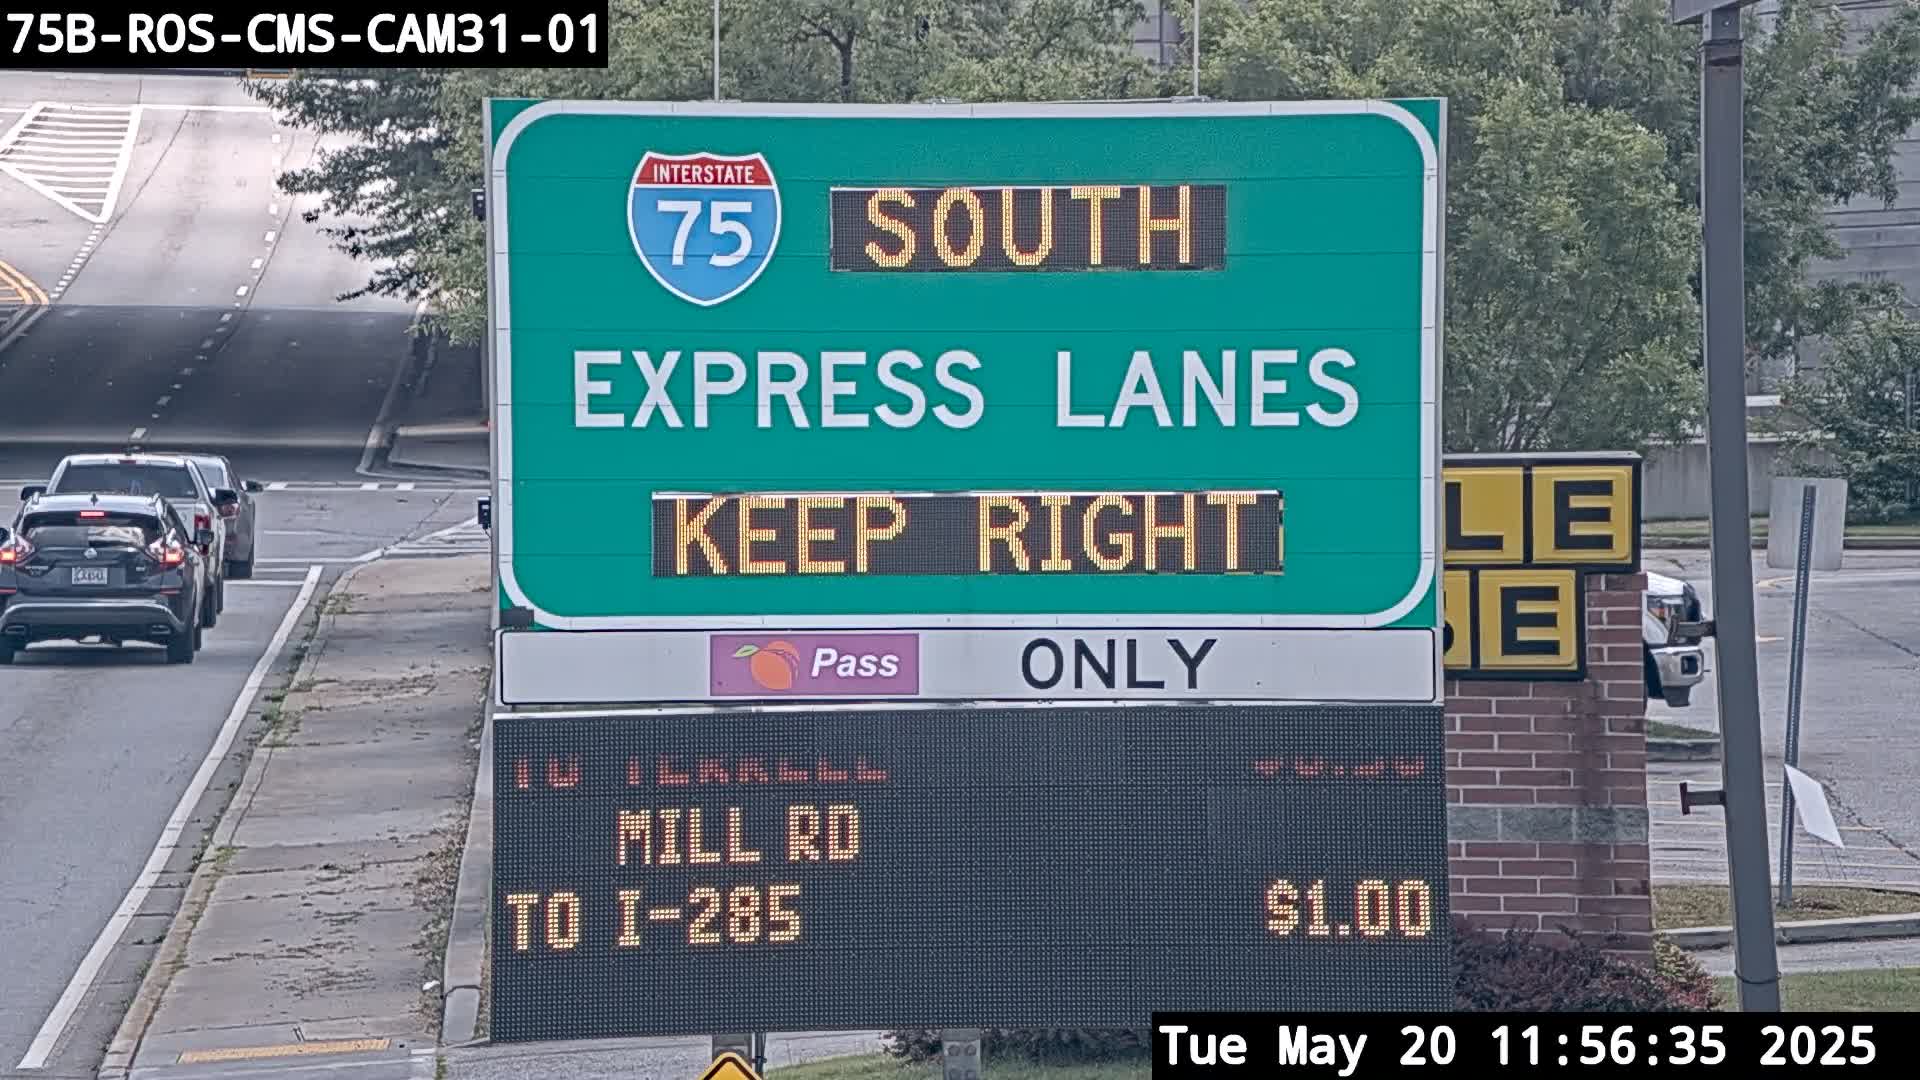 75B-ROS-CMS-CAM31-01
INTERSTATE
75
SOUTH
EXPRESS LANES
KEEP RIGHT
Pass ONLY
LE
E
MILL RD
TO I-285 $1.00
Tue May 20 11:56:35 2025